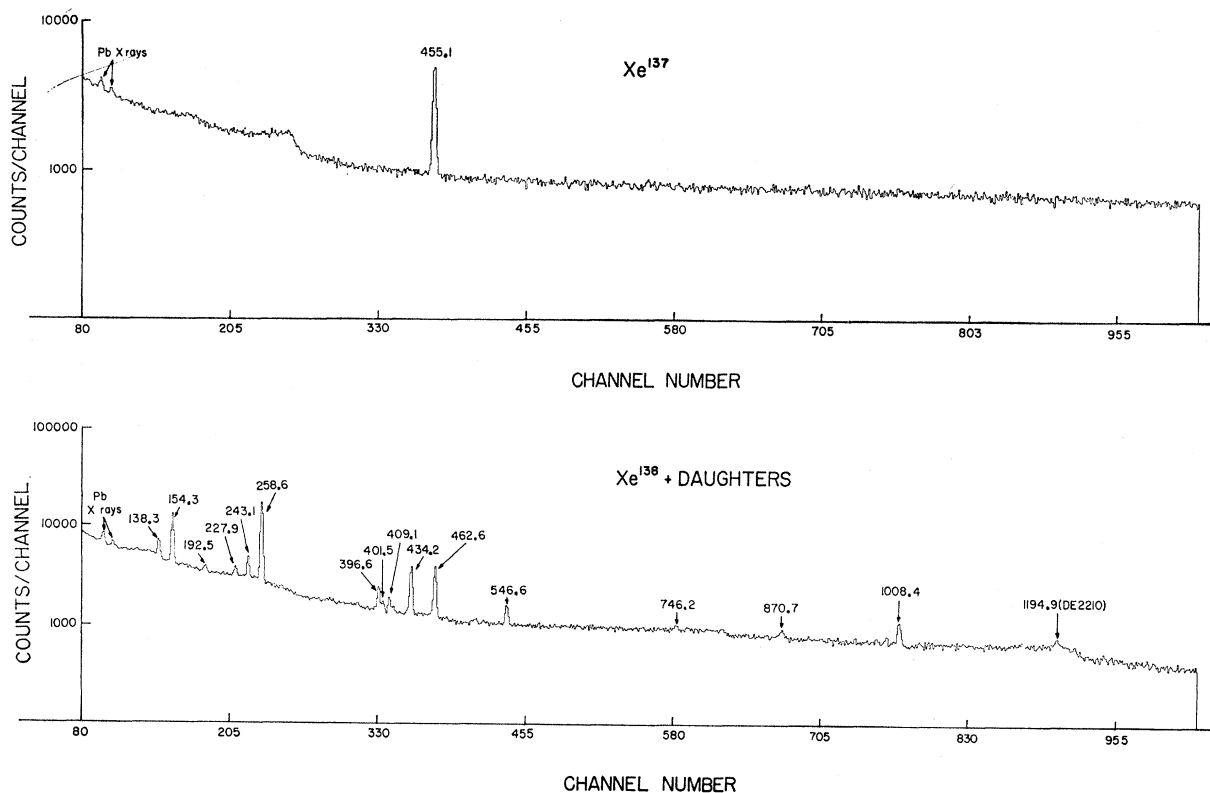 10000
Pb X rays
455.1
Xe137
1000
COUNTS/CHANNEL
80 205 330 455 580 705 803 955
CHANNEL NUMBER
100000
Xe138 + DAUGHTERS
258.6
Pb
X rays
154.3
138.3
243.1
10000
227.9
192.5
409.1
401.5
434.2
462.6
396.6
546.6
746.2
870.7
1008.4
1194.9(DE2210)
1000
COUNTS/CHANNEL
80 205 330 455 580 705 830 955
CHANNEL NUMBER